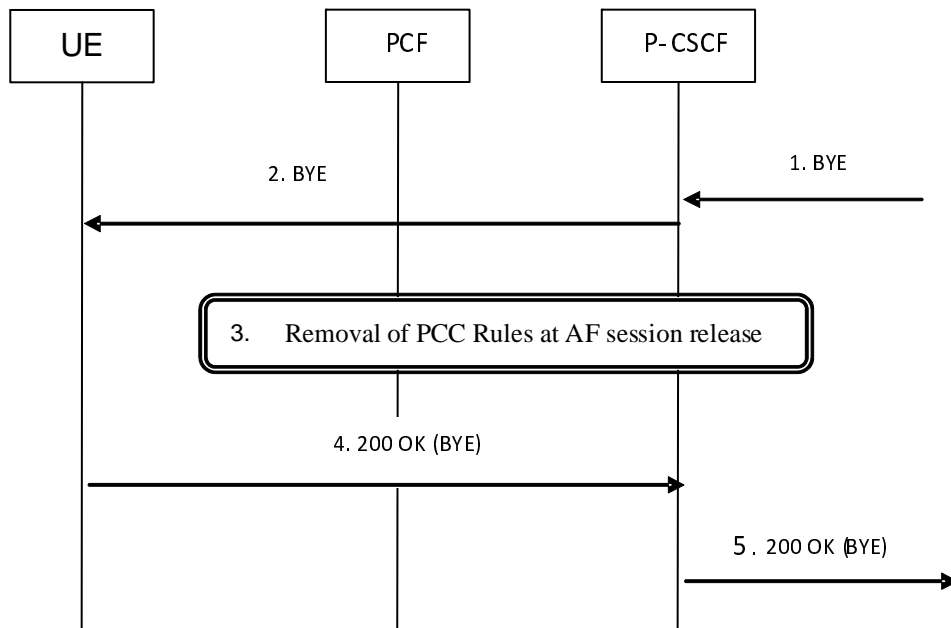 UE
PCF
P-CSCF
1. BYE
2. BYE
3. Removal of PCC Rules at AF session release
4. 200 OK (BYE)
5. 200 OK (BYE)